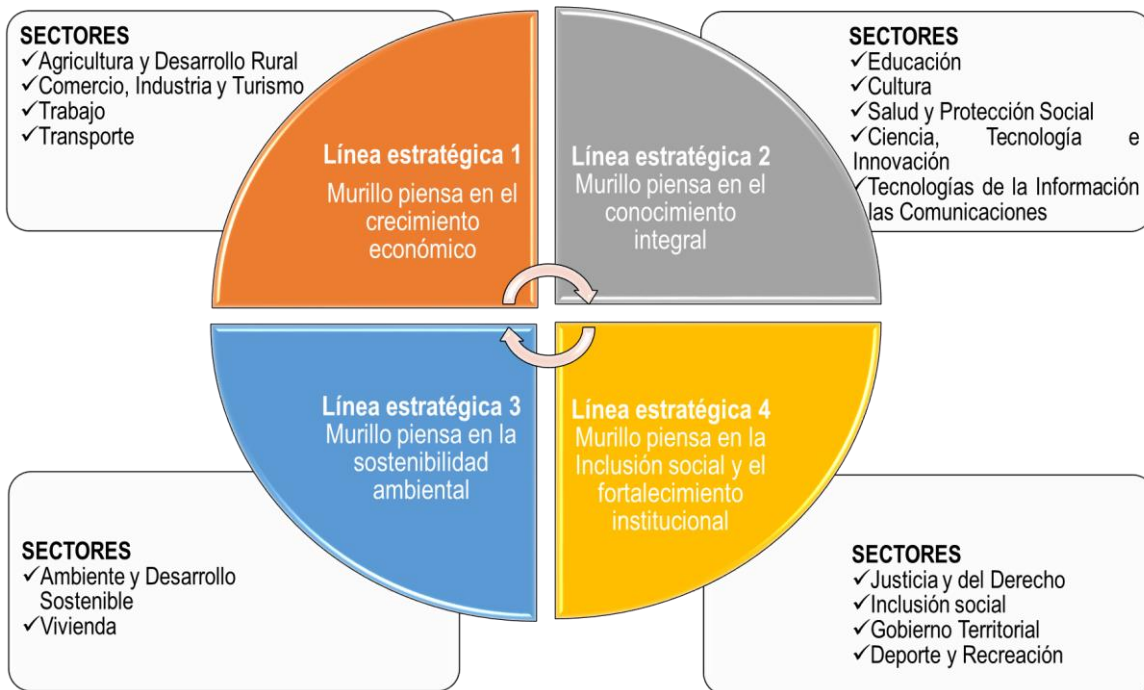 SECTORES
✓Agricultura y Desarrollo Rural
✓Comercio, Industria y Turismo
✓Trabajo
✓Transporte
Línea estratégica 1
Murillo piensa en el
crecimiento
económico
Línea estratégica 2
Murillo piensa en el
conocimiento
integral
SECTORES
✓Educación
✓Cultura
✓Salud y Protección Social
✓Ciencia, Tecnología e
Innovación
✓Tecnologías de la Información
las Comunicaciones
Línea estratégica 3
Murillo piensa en la
sostenibilidad
ambiental
Línea estratégica 4
Murillo piensa en la
Inclusión social y el
fortalecimiento
institucional
SECTORES
✓Ambiente y Desarrollo
Sostenible
✓Vivienda
SECTORES
✓Justicia y del Derecho
✓Inclusión social
✓Gobierno Territorial
✓Deporte y Recreación